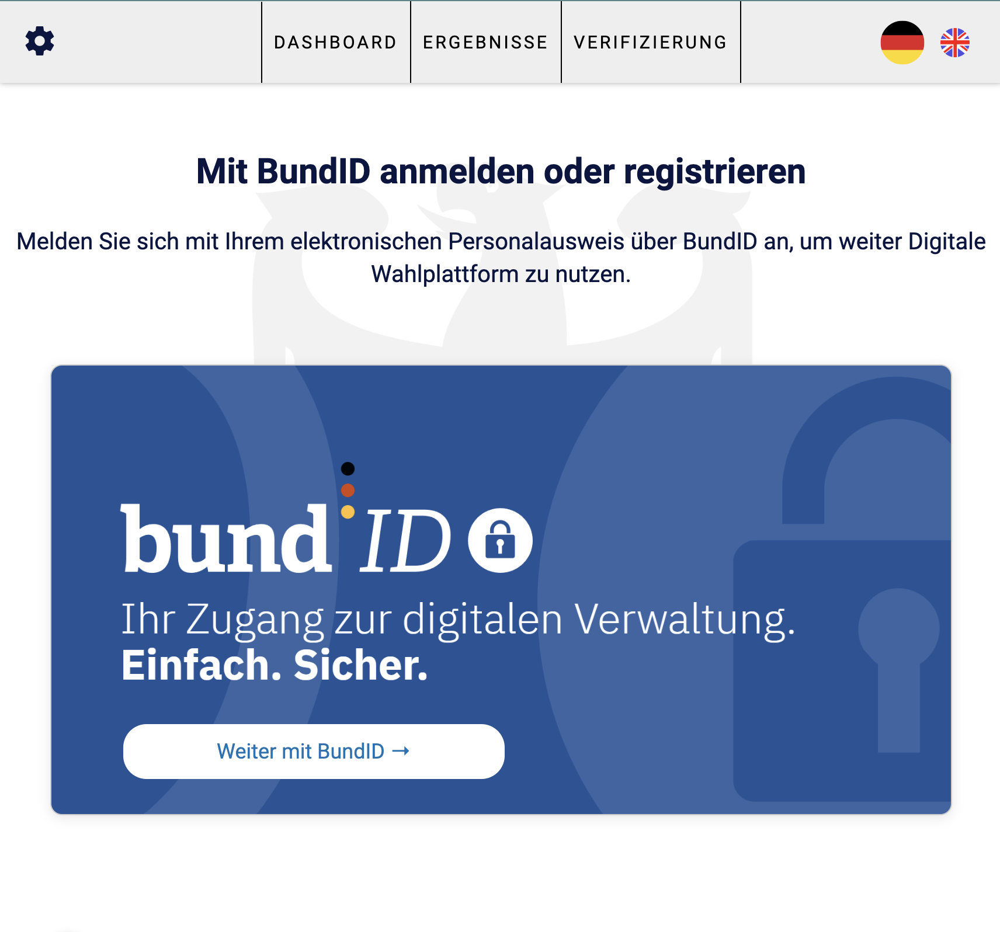 DASHBOARD
ERGEBNISSE
VERIFIZIERUNG
Mit BundID anmelden oder registrieren
Melden Sie sich mit Ihrem elektronischen Personalausweis über BundID an, um weiter Digitale
Wahlplattform zu nutzen.
bund ID
Ihr Zugang zur digitalen Verwaltung.
Einfach. Sicher.
Weiter mit BundID →